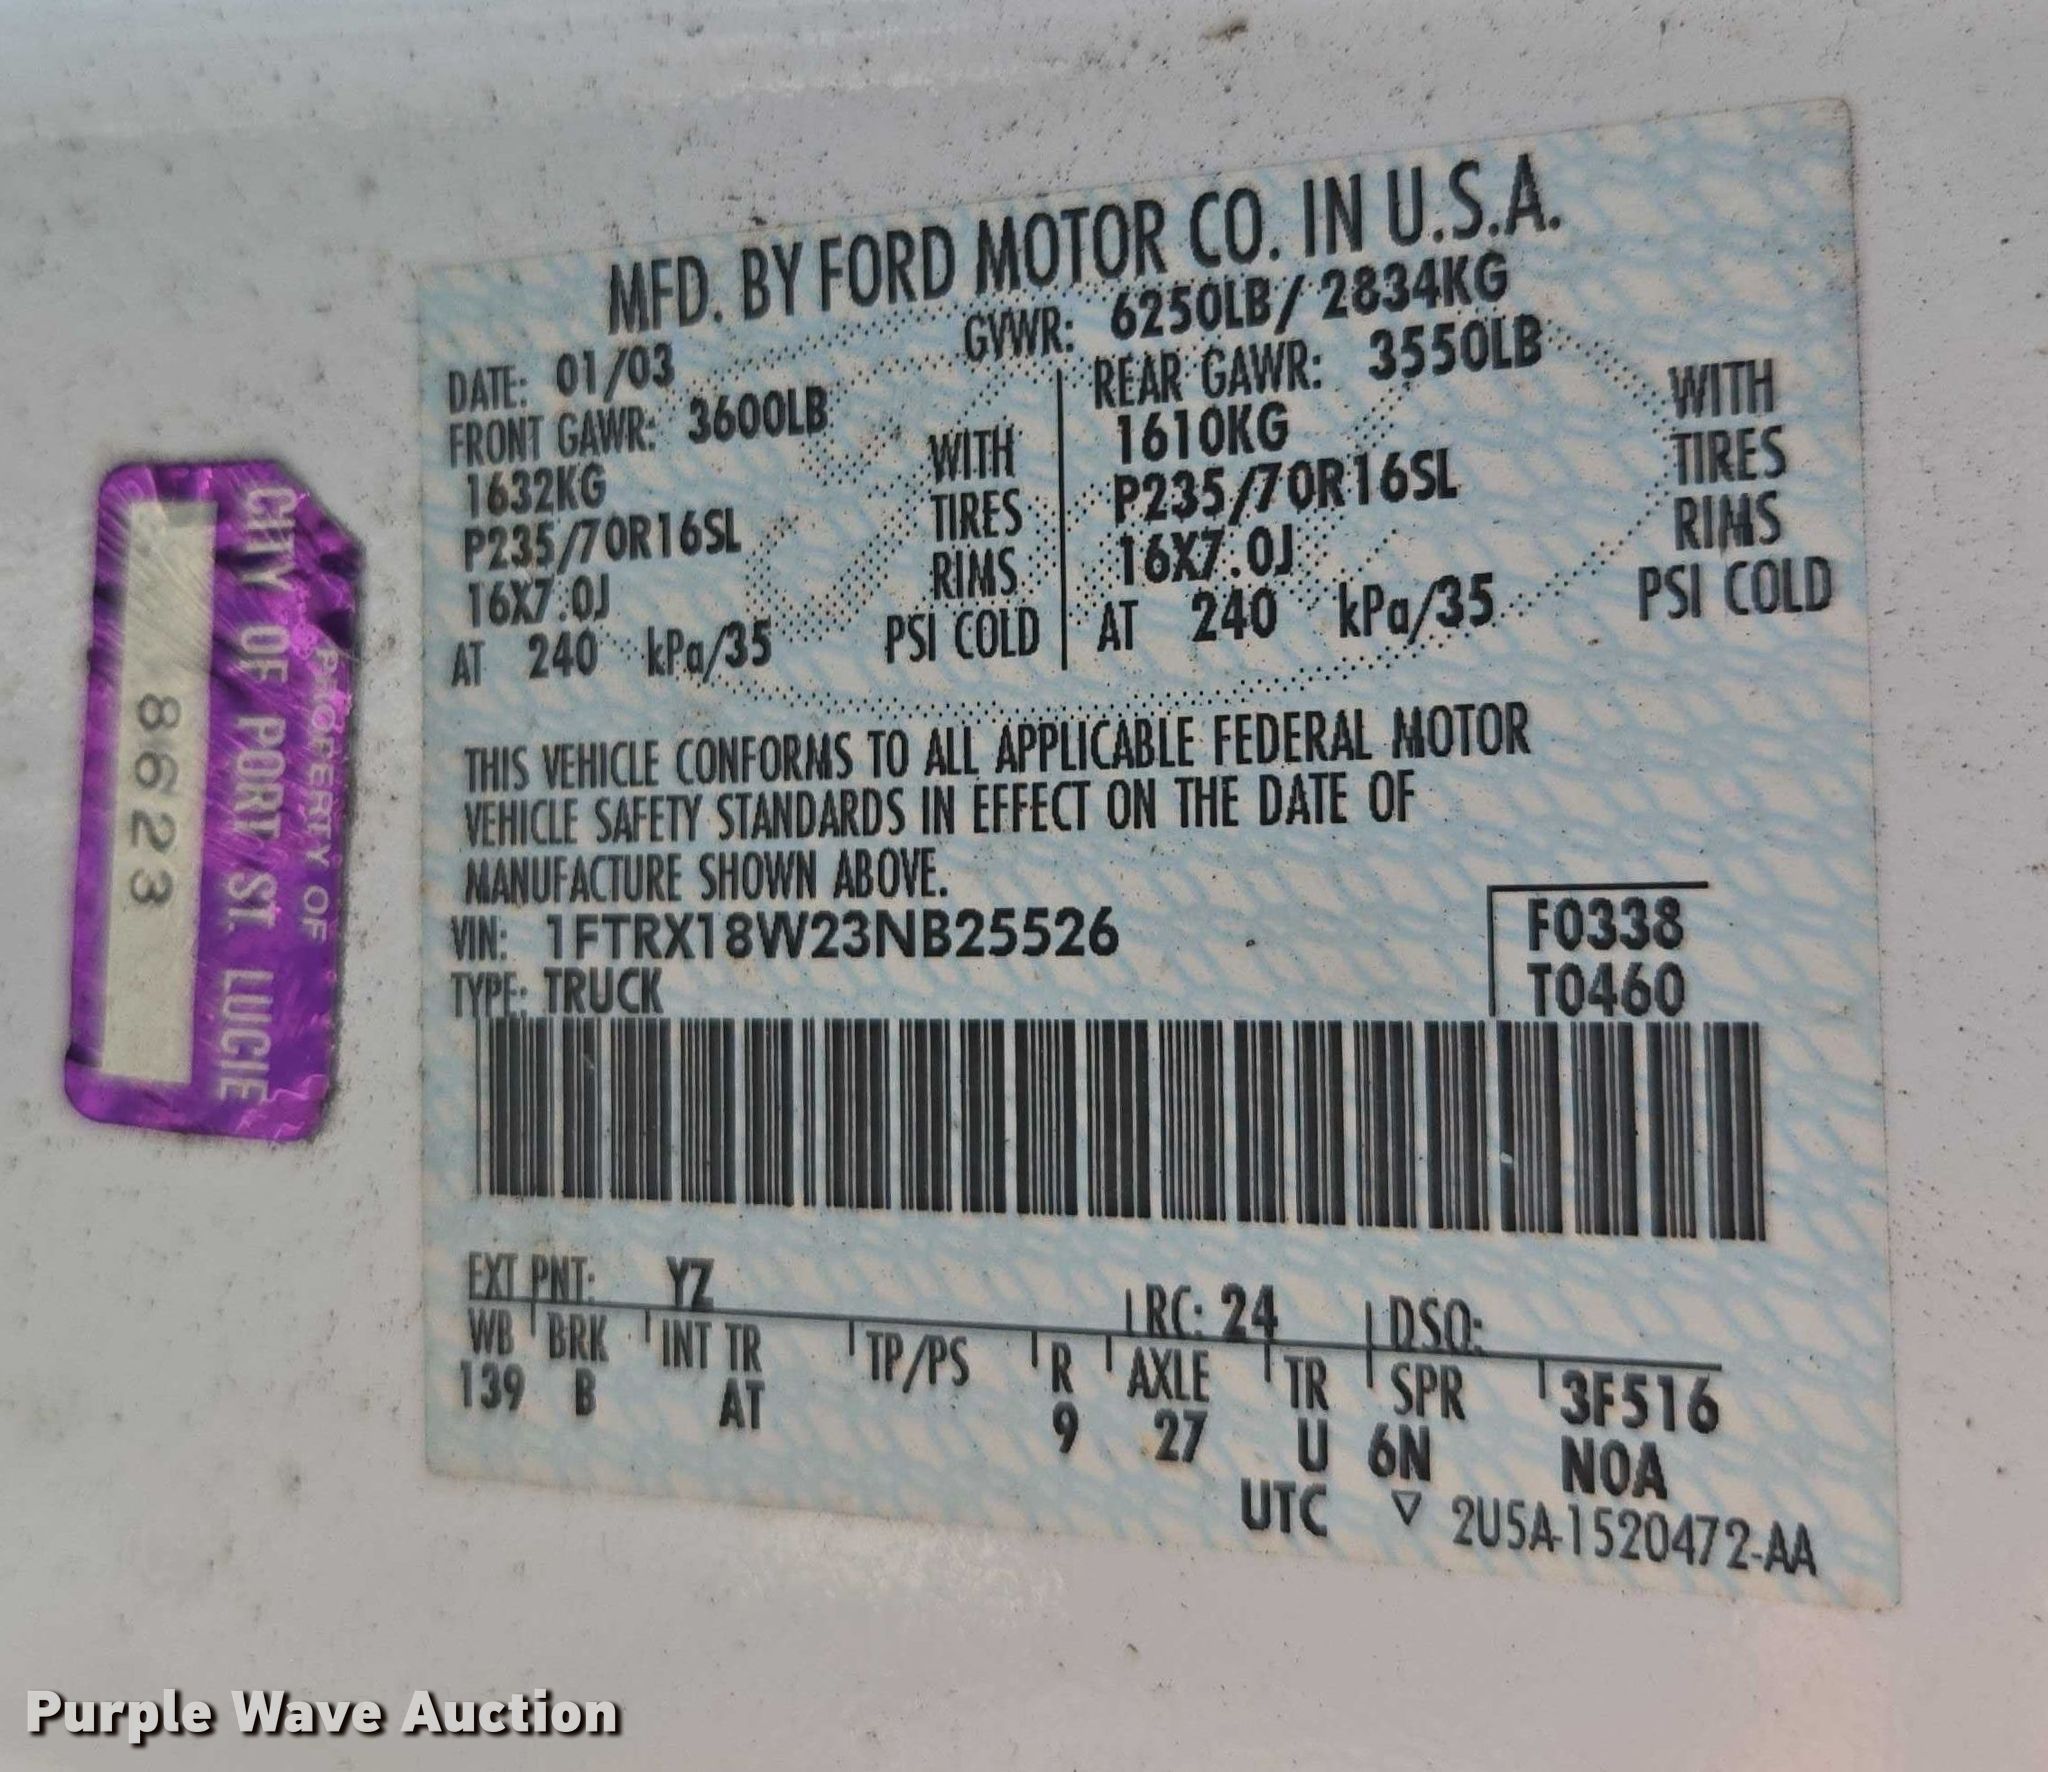 MFD. BY FORD MOTOR CO. IN U.S.A.
DATE: 01/03 GVWR: 6250LB/ 2834KG
FRONT GAWR: 3600LB REAR GAWR: 3550LB
1632KG WITH 1610KG WITH
P235/70R16SL TIRES P235/70R16SL TIRES
16X7.0J RIMS 16X7.0J RIMS
AT 240 kPa/35 PSI COLD AT 240 kPa/35 PSI COLD
THIS VEHICLE CONFORMS TO ALL APPLICABLE FEDERAL MOTOR
VEHICLE SAFETY STANDARDS IN EFFECT ON THE DATE OF
MANUFACTURE SHOWN ABOVE.
VIN: 1FTRX18W23NB25526 F0338
TYPE: TRUCK T0460
EXT PNT: YZ RC: 24 DSO:
WB BRK INT TR TP/PS R AXLE TR SPR 3F516
139 B AT 9 27 U 6N N0A
UTC ▽ 2U5A-1520472-AA
PROPERTY OF
CITY OF PORT ST. LUCIE
8623
Purple Wave Auction